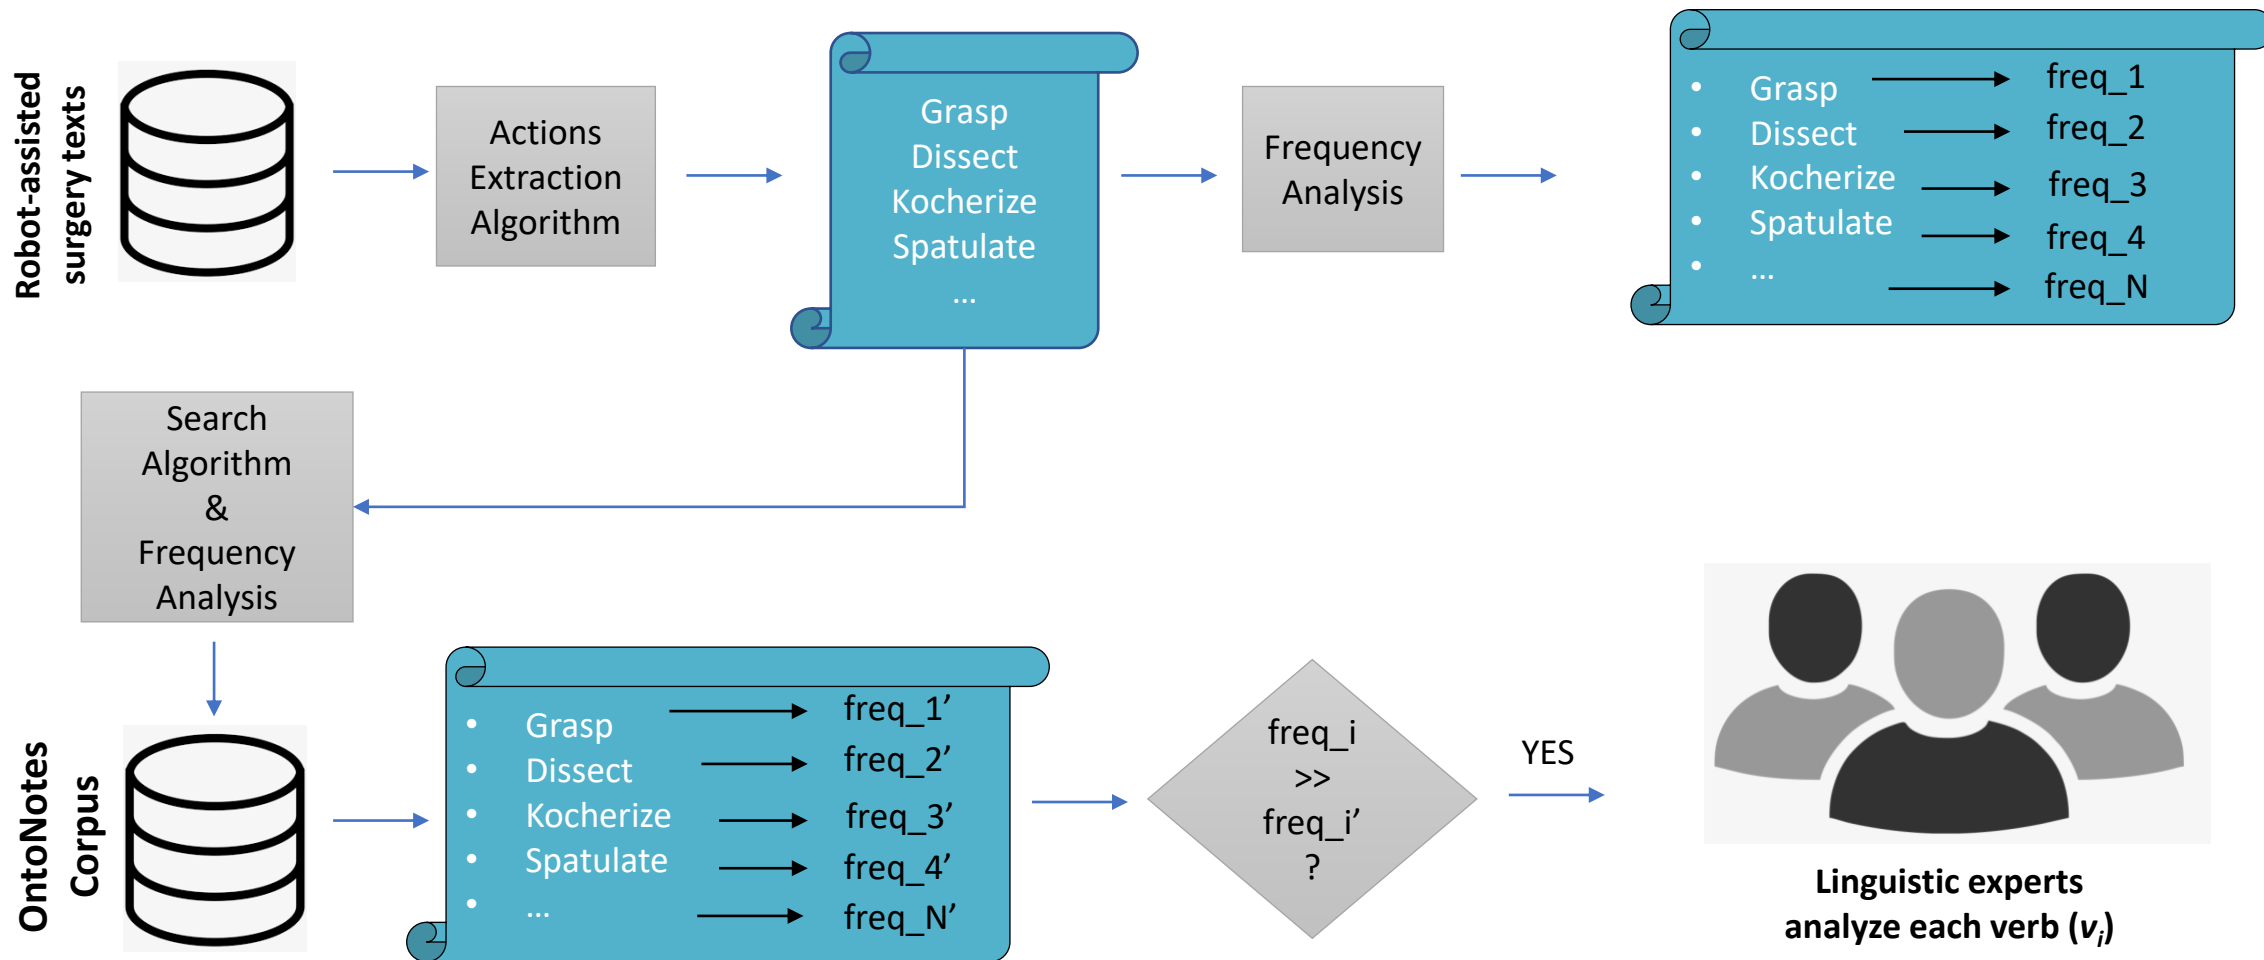 Robot-assisted
surgery texts
Actions
Extraction
Algorithm
Grasp
Dissect
Kocherize
Spatulate
...
Frequency
Analysis
• Grasp freq_1
• Dissect freq_2
• Kocherize freq_3
• Spatulate freq_4
• ... freq_N
Search
Algorithm
&
Frequency
Analysis
OntoNotes
Corpus
• Grasp freq_1’
• Dissect freq_2’
• Kocherize freq_3’
• Spatulate freq_4’
• ... freq_N’
freq_i
>>
freq_i’
?
YES
Linguistic experts
analyze each verb (vᵢ)